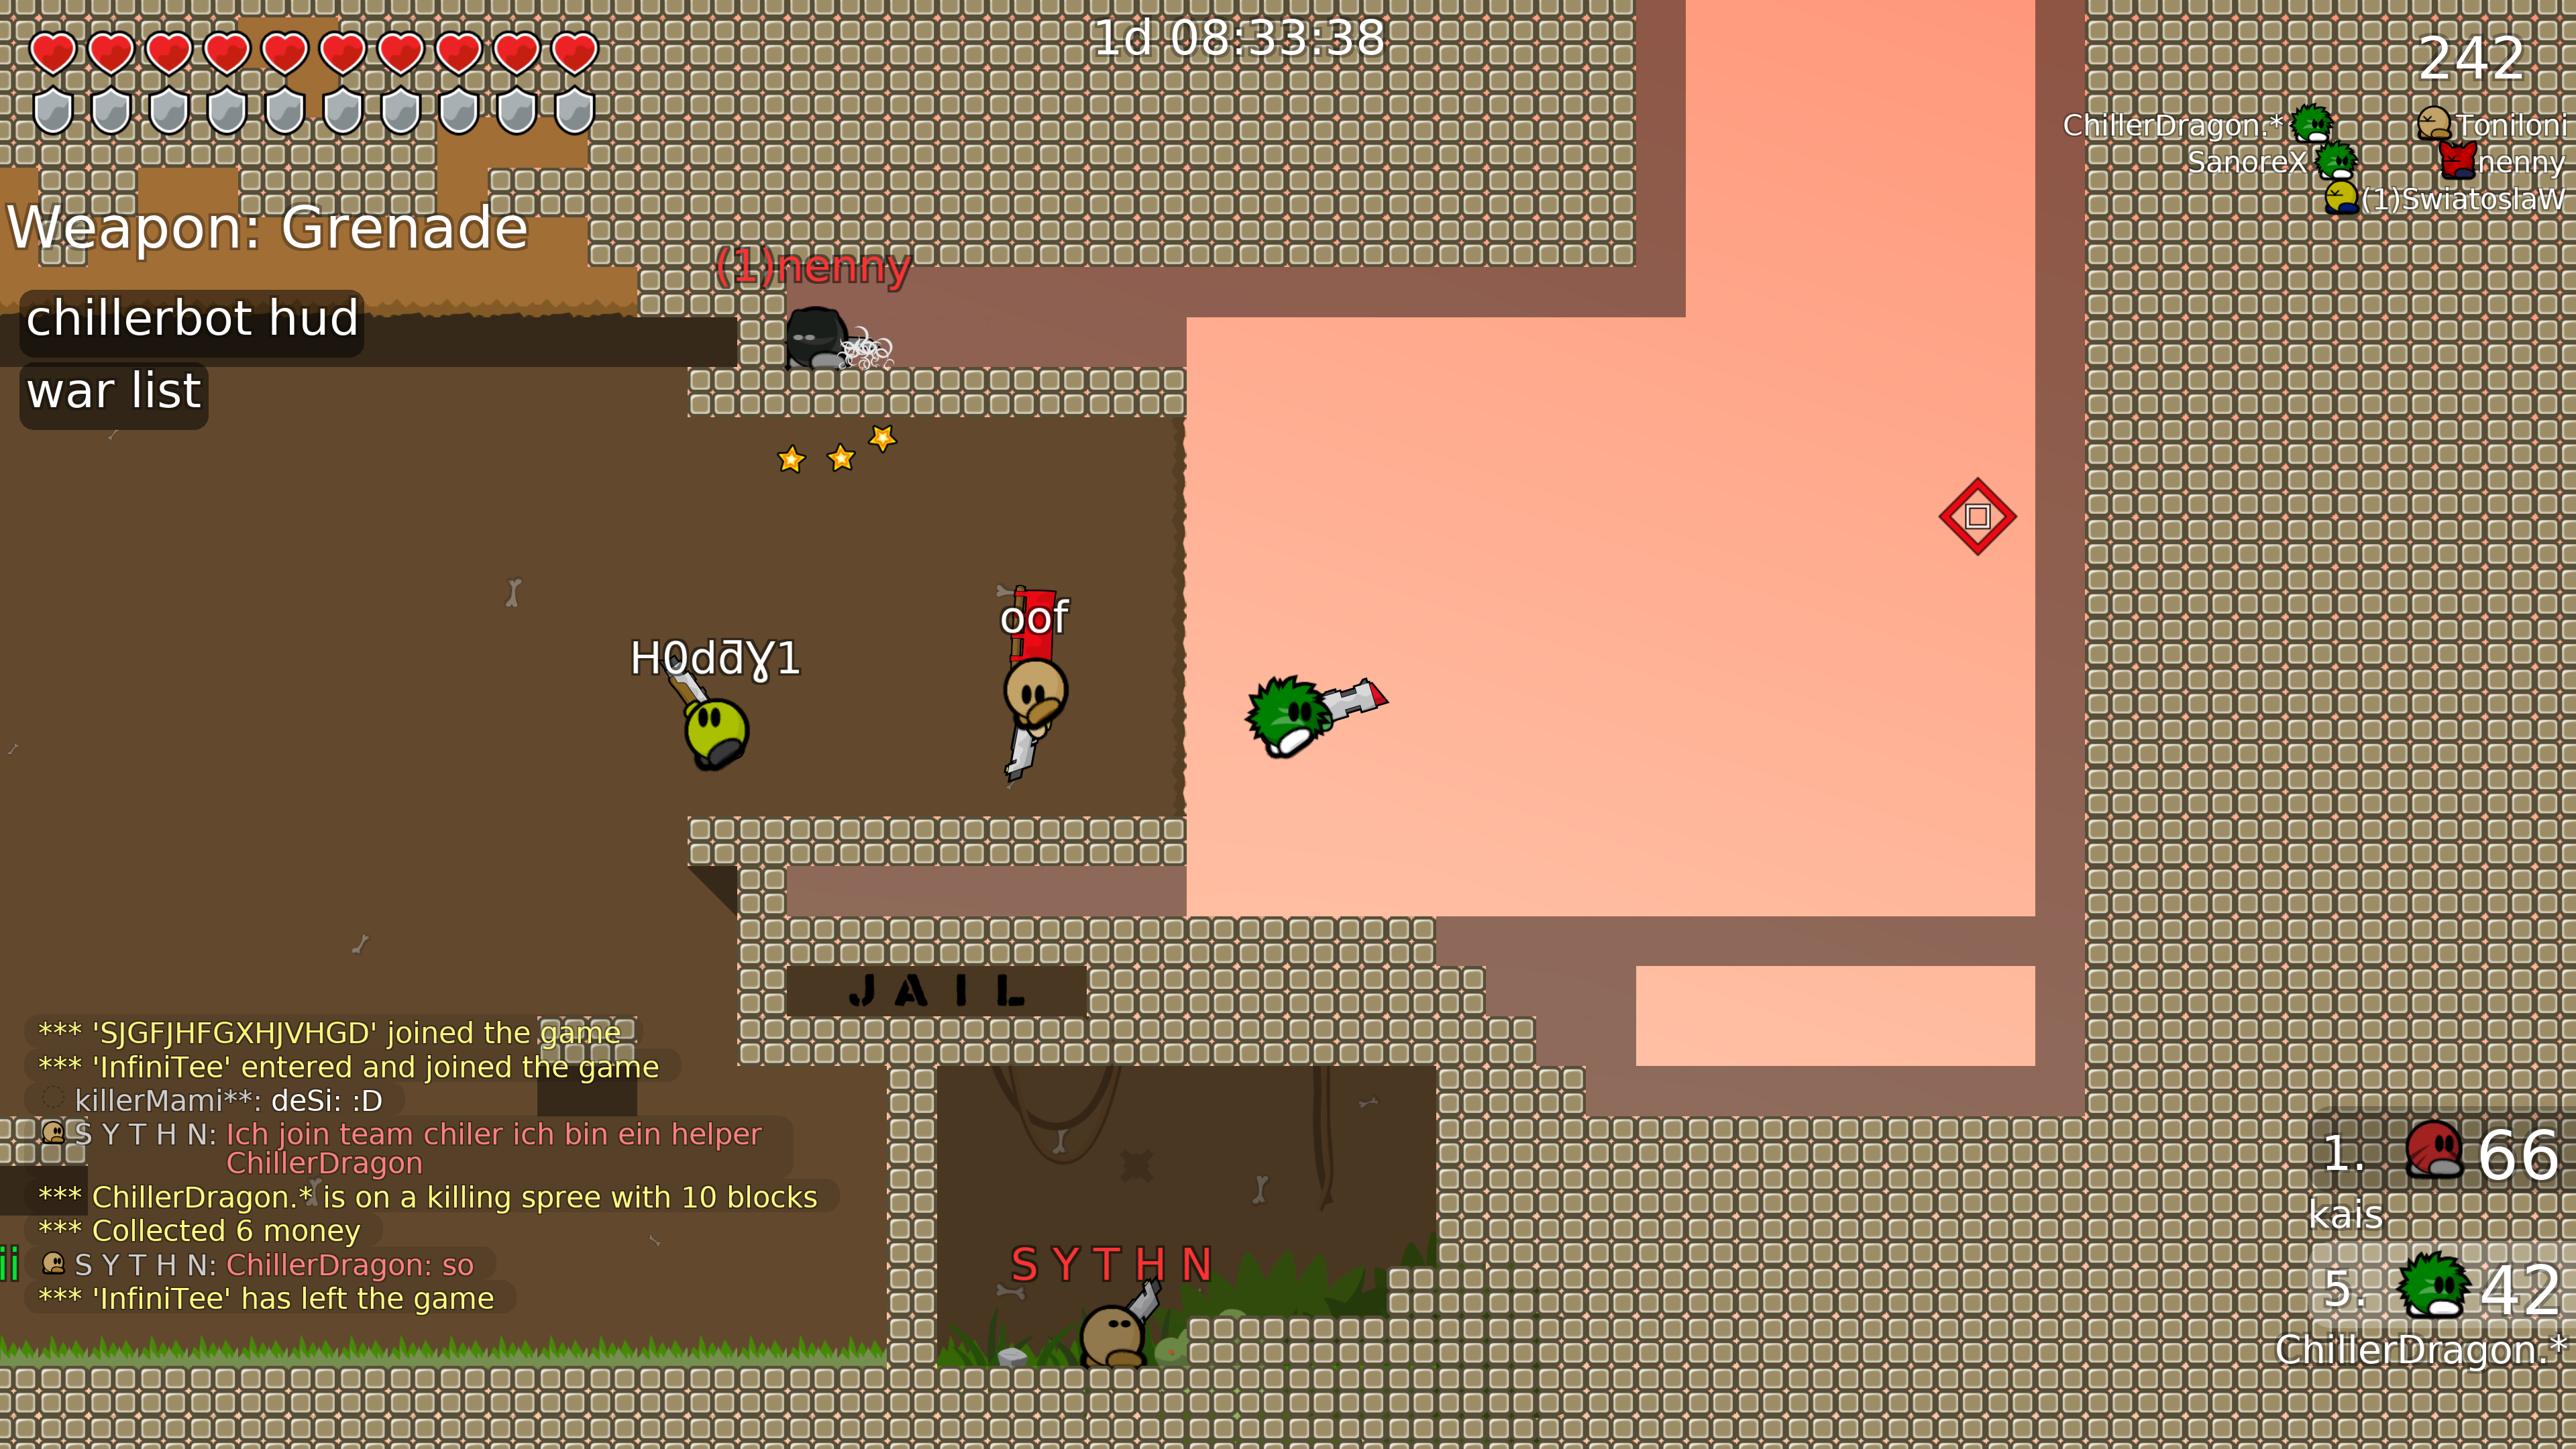 1d 08:33:38
242
ChillerDragon.* Toniloni
SanoreX nenny
(1)SwiatoslaW
Weapon: Grenade
(1)nenny
chillerbot hud
war list
oof
H0ddƋɣ1
JAIL
*** 'SJGFJHFGXHJVHGD' joined the game
*** 'InfiniTee' entered and joined the game
killerMami**: deSi: :D
S Y T H N: Ich join team chiler ich bin ein helper
ChillerDragon
*** ChillerDragon.* is on a killing spree with 10 blocks
*** Collected 6 money
ii
S Y T H N: ChillerDragon: so
*** 'InfiniTee' has left the game
S Y T H N
1. 66
kais
5. 42
ChillerDragon.*